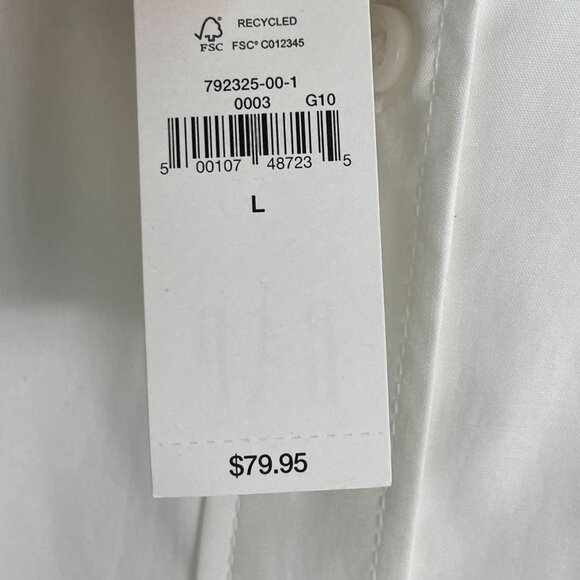 RECYCLED
FSC
FSC® C012345
792325-00-1
0003 G10
5 00107 48723 5
L
$79.95